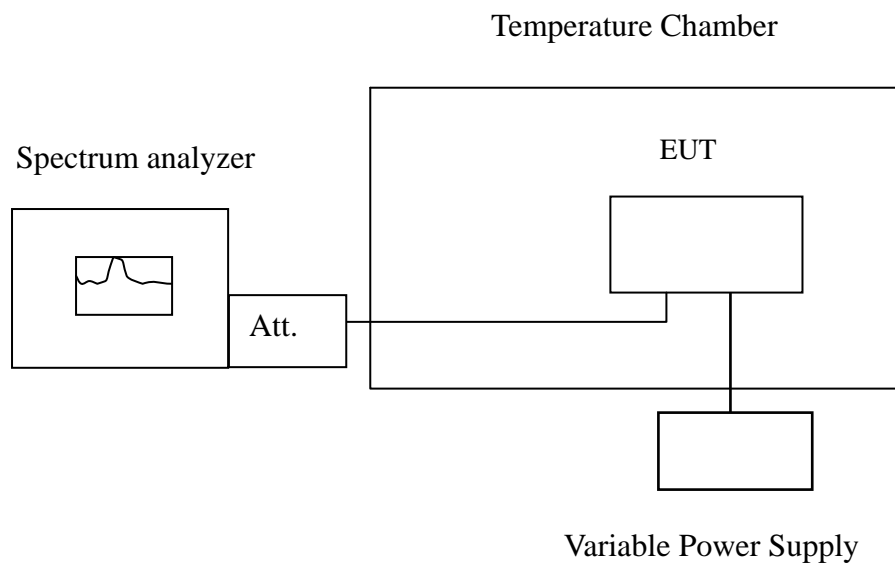 Temperature Chamber
Spectrum analyzer
EUT
Att.
Variable Power Supply